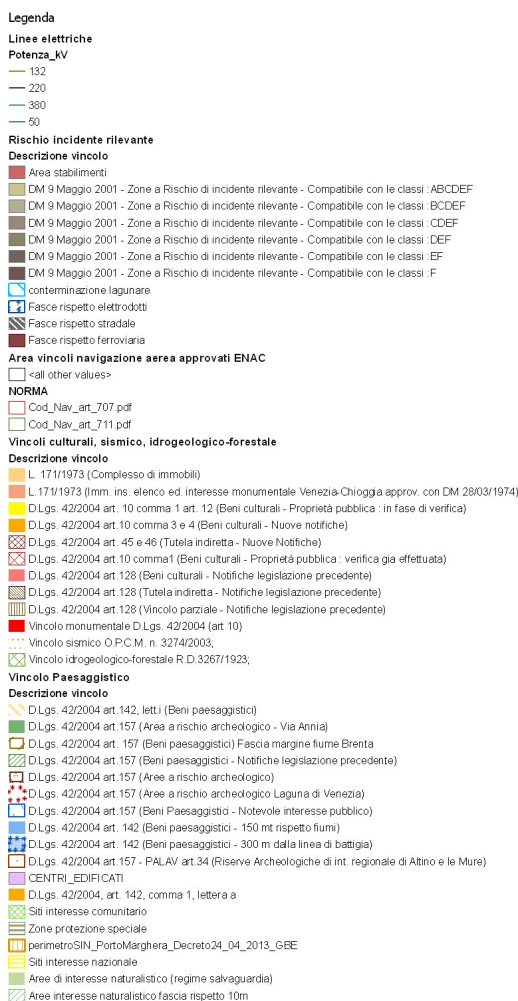 Legenda
Linee elettriche
Potenza_kV
132
220
380
50
Rischio incidente rilevante
Descrizione vincolo
Area stabilimenti
DM 9 Maggio 2001 - Zone a Rischio di incidente rilevante - Compatibile con le classi :ABCDEF
DM 9 Maggio 2001 - Zone a Rischio di incidente rilevante - Compatibile con le classi :BCDEF
DM 9 Maggio 2001 - Zone a Rischio di incidente rilevante - Compatibile con le classi :CDEF
DM 9 Maggio 2001 - Zone a Rischio di incidente rilevante - Compatibile con le classi :DEF
DM 9 Maggio 2001 - Zone a Rischio di incidente rilevante - Compatibile con le classi :EF
DM 9 Maggio 2001 - Zone a Rischio di incidente rilevante - Compatibile con le classi :F
conterminazione lagunare
Fasce rispetto elettrodotti
Fasce rispetto stradale
Fasce rispetto ferroviaria
Area vincoli navigazione aerea approvati ENAC
<all other values>
NORMA
Cod_Nav_art_707.pdf
Cod_Nav_art_711.pdf
Vincoli culturali, sismico, idrogeologico-forestale
Descrizione vincolo
L. 171/1973 (Complesso di immobili)
L.171/1973 (Imm. ins. elenco ed. interesse monumentale Venezia-Chioggia approv. con DM 28/03/1974)
D.Lgs. 42/2004 art. 10 comma 1 art. 12 (Beni culturali - Proprietà pubblica : in fase di verifica)
D.Lgs. 42/2004 art.10 comma 3 e 4 (Beni culturali - Nuove notifiche)
D.Lgs. 42/2004 art. 45 e 46 (Tutela indiretta - Nuove Notifiche)
D.Lgs. 42/2004 art.10 comma1 (Beni culturali - Proprietà pubblica : verifica gia effettuata)
D.Lgs. 42/2004 art.128 (Beni culturali - Notifiche legislazione precedente)
D.Lgs. 42/2004 art.128 (Tutela indiretta - Notifiche legislazione precedente)
D.Lgs. 42/2004 art.128 (Vincolo parziale - Notifiche legislazione precedente)
Vincolo monumentale D.Lgs. 42/2004 (art 10)
Vincolo sismico O.P.C.M. n. 3274/2003;
Vincolo idrogeologico-forestale R.D.3267/1923;
Vincolo Paesaggistico
Descrizione vincolo
D.Lgs. 42/2004 art.142, lett.i (Beni paesaggistici)
D.Lgs. 42/2004 art.157 (Area a rischio archeologico - Via Annia)
D.Lgs. 42/2004 art. 157 (Beni paesaggistici) Fascia margine fiume Brenta
D.Lgs. 42/2004 art.157 (Beni paesaggistici - Notifiche legislazione precedente)
D.Lgs. 42/2004 art.157 (Aree a rischio archeologico)
D.Lgs. 42/2004 art.157 (Aree a rischio archeologico Laguna di Venezia)
D.Lgs. 42/2004 art.157 (Beni Paesaggistici - Notevole interesse pubblico)
D.Lgs. 42/2004 art. 142 (Beni paesaggistici - 150 mt rispetto fiumi)
D.Lgs. 42/2004 art. 142 (Beni paesaggistici - 300 m dalla linea di battigia)
D.Lgs. 42/2004 art.157 - PALAV art.34 (Riserve Archeologiche di int. regionale di Altino e le Mure)
CENTRI_EDIFICATI
D.Lgs. 42/2004, art. 142, comma 1, lettera a
Siti interesse comunitario
Zone protezione speciale
perimetroSIN_PortoMarghera_Decreto24_04_2013_GBE
Siti interesse nazionale
Aree di interesse naturalistico (regime salvaguardia)
Aree interesse naturalistico fascia rispetto 10m